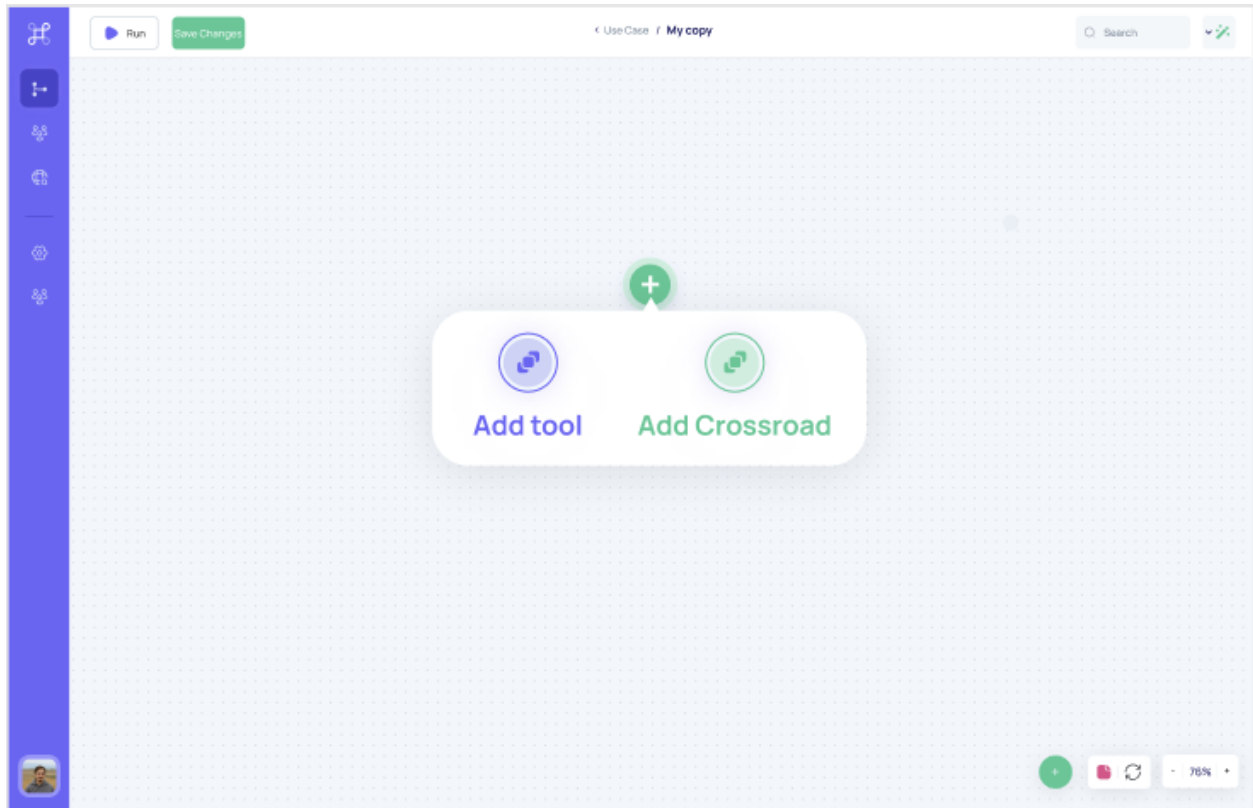 Run
Save Changes
< Use Case / My copy
Search
Add tool
Add Crossroad
- 76% +